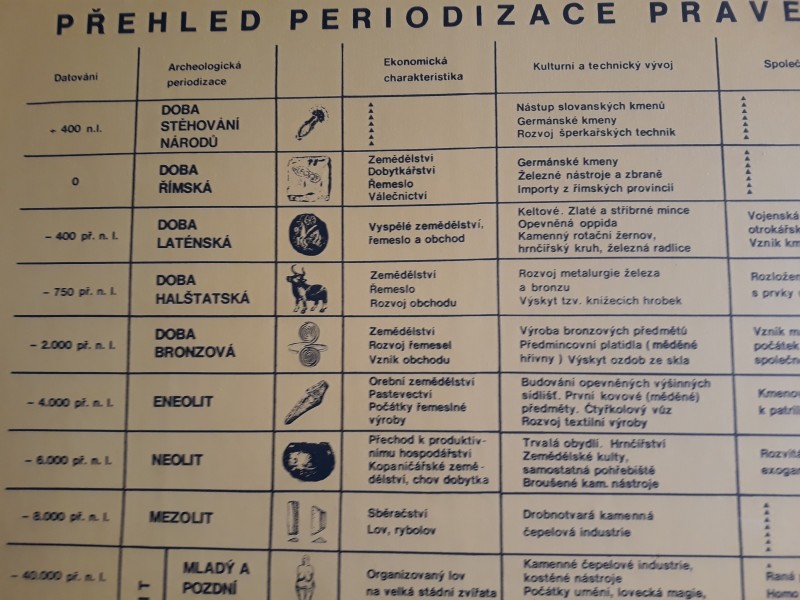 PŘEHLED PERIODIZACE PRAVĚ
Datování
Archeologická
periodizace
Ekonomická
charakteristika
Kulturní a technický vývoj
Společ
+ 400 n.l.
DOBA
STĚHOVÁNÍ
NÁRODŮ
Nástup slovanských kmenů
Germánské kmeny
Rozvoj šperkařských technik
0
DOBA
ŘÍMSKÁ
Zemědělství
Dobytkářství
Řemeslo
Válečnictví
Germánské kmeny
Železné nástroje a zbraně
Importy z římských provincií
– 400 př. n. l.
DOBA
LATÉNSKÁ
Vyspělé zemědělství,
řemeslo a obchod
Keltové. Zlaté a stříbrné mince
Opevněná oppida
Kamenný rotační žernov,
hrnčířský kruh, železná radlice
Vojenská
otrokářsk
Vznik km
– 750 př. n. l.
DOBA
HALŠTATSKÁ
Zemědělství
Řemeslo
Rozvoj obchodu
Rozvoj metalurgie železa
a bronzu
Výskyt tzv. knížecích hrobek
Rozložen
s prvky
– 2.000 př. n. l.
DOBA
BRONZOVÁ
Zemědělství
Rozvoj řemesel
Vznik obchodu
Výroba bronzových předmětů
Předmincovní platidla ( měděné
hřivny ) Výskyt ozdob ze skla
Vznik m
počátek
společn
– 4.000 př. n. l.
ENEOLIT
Orební zemědělství
Pastevectví
Počátky řemeslné
výroby
Budování opevněných výšinných
sídlišť. První kovové (měděné)
předměty. Čtyřkolový vůz
Rozvoj textilní výroby
Kmenov
k patrili
– 6.000 př. n. l.
NEOLIT
Přechod k produktiv-
nímu hospodářství
Kopaničářské země-
dělství, chov dobytka
Trvalá obydlí. Hrnčířství
Zemědělské kulty,
samostatná pohřebiště
Broušené kam. nástroje
Rozvitá
exogam
– 8.000 př. n. l.
MEZOLIT
Sběračství
Lov, rybolov
Drobnotvará kamenná
čepelová industrie
– 40.000 př. n. l.
MLADÝ A
POZDNÍ
Organizovaný lov
na velká stádní zvířata
Kamenné čepelové industrie,
kostěné nástroje
Počátky umění, lovecká magie,
Raná
Homo